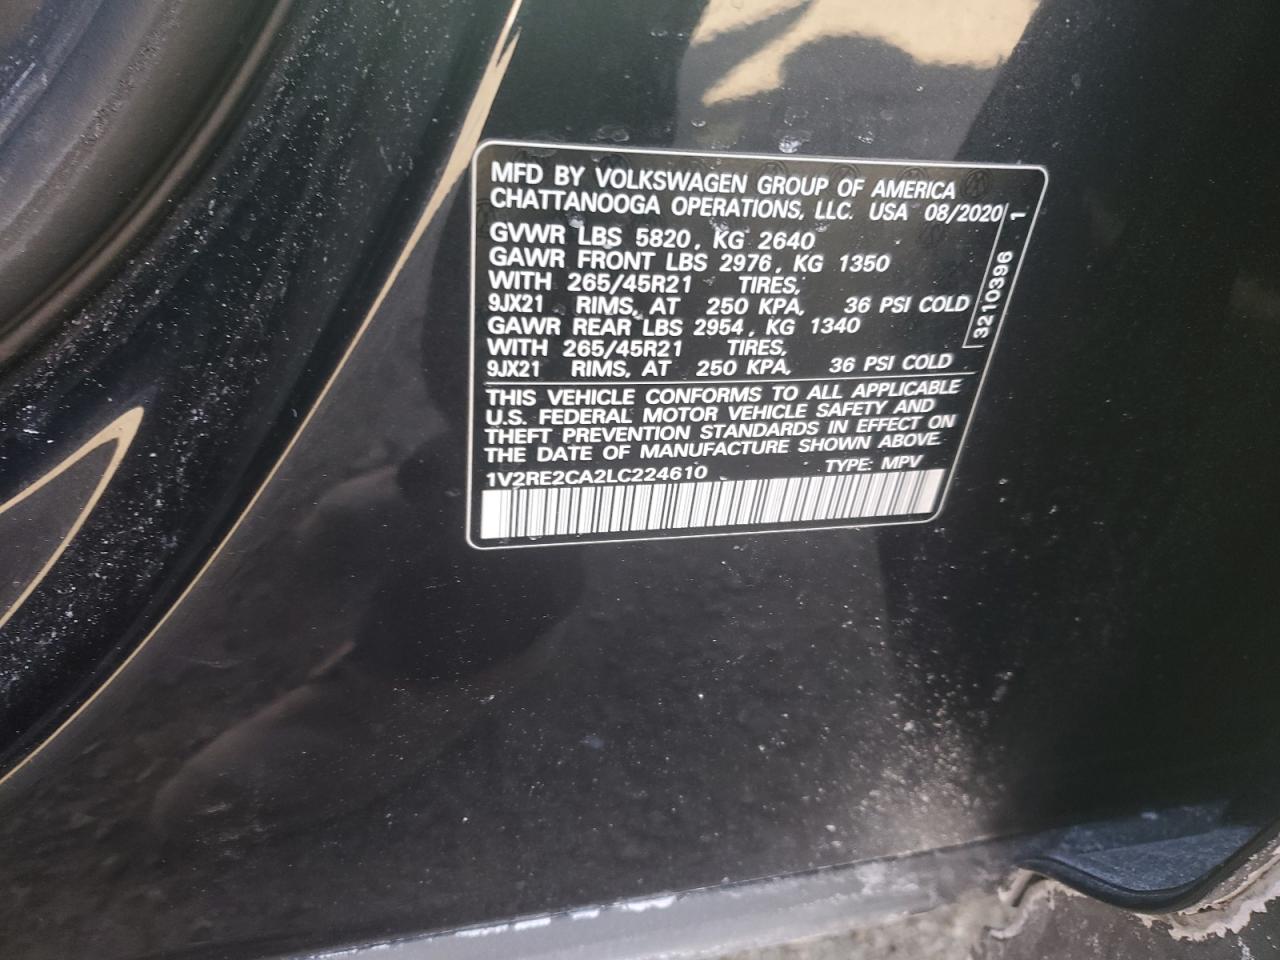 MFD BY VOLKSWAGEN GROUP OF AMERICA
CHATTANOOGA OPERATIONS, LLC. USA 08/2020
GVWR LBS 5820, KG 2640
GAWR FRONT LBS 2976, KG 1350
WITH 265/45R21 TIRES,
9JX21 RIMS, AT 250 KPA, 36 PSI COLD
GAWR REAR LBS 2954, KG 1340
WITH 265/45R21 TIRES,
9JX21 RIMS, AT 250 KPA, 36 PSI COLD
THIS VEHICLE CONFORMS TO ALL APPLICABLE
U.S. FEDERAL MOTOR VEHICLE SAFETY AND
THEFT PREVENTION STANDARDS IN EFFECT ON
THE DATE OF MANUFACTURE SHOWN ABOVE.
1V2RE2CA2LC224610 TYPE: MPV
3210396 1